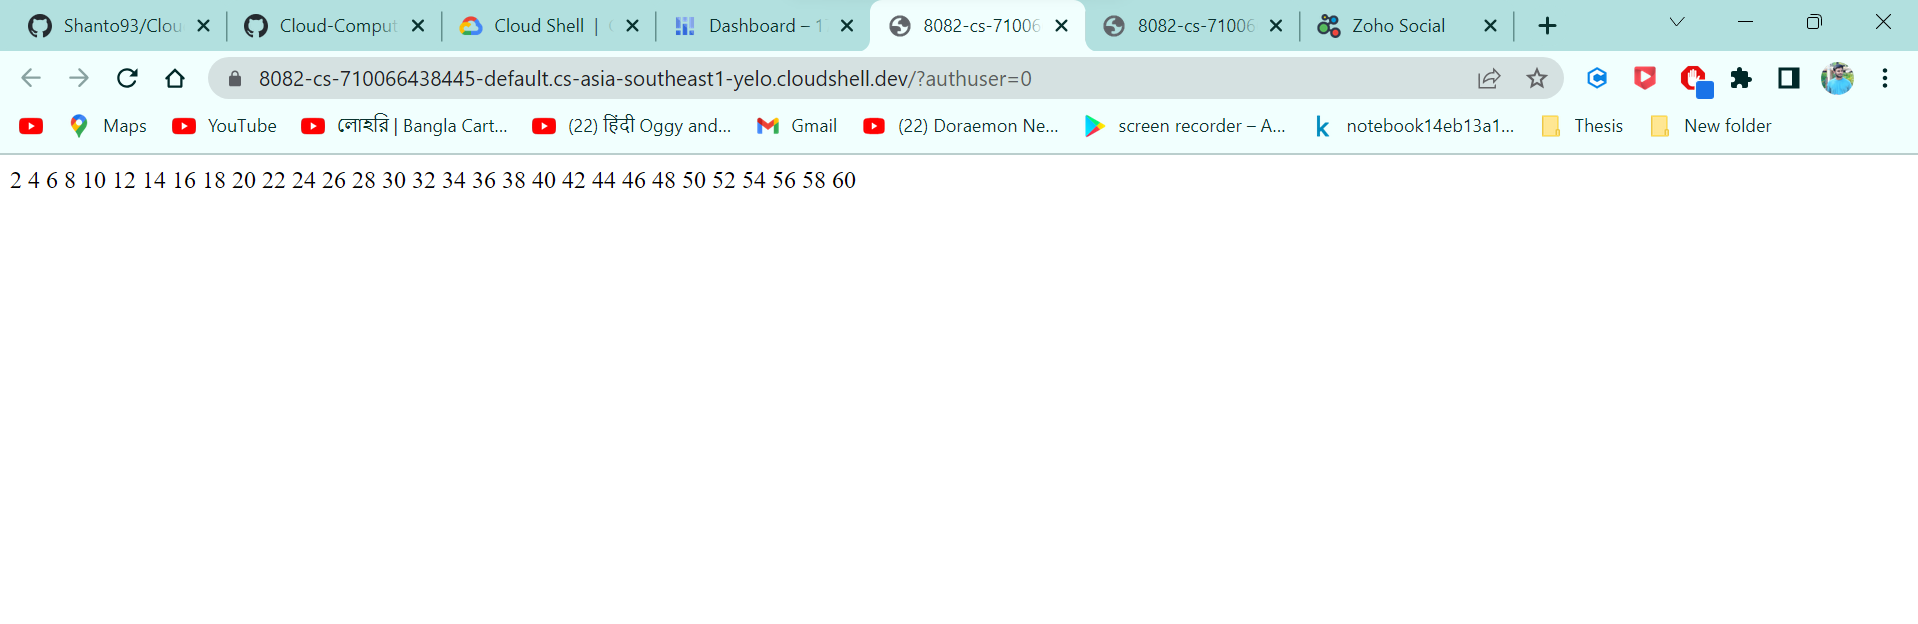 Shanto93/Clou
Cloud-Comput
Cloud Shell |
Dashboard – 1
8082-cs-71006
8082-cs-71006
Zoho Social
8082-cs-710066438445-default.cs-asia-southeast1-yelo.cloudshell.dev/?authuser=0
Maps
YouTube
লোহরি | Bangla Cart...
(22) हिंदी Oggy and...
Gmail
(22) Doraemon Ne...
screen recorder – A...
notebook14eb13a1...
Thesis
New folder
2 4 6 8 10 12 14 16 18 20 22 24 26 28 30 32 34 36 38 40 42 44 46 48 50 52 54 56 58 60